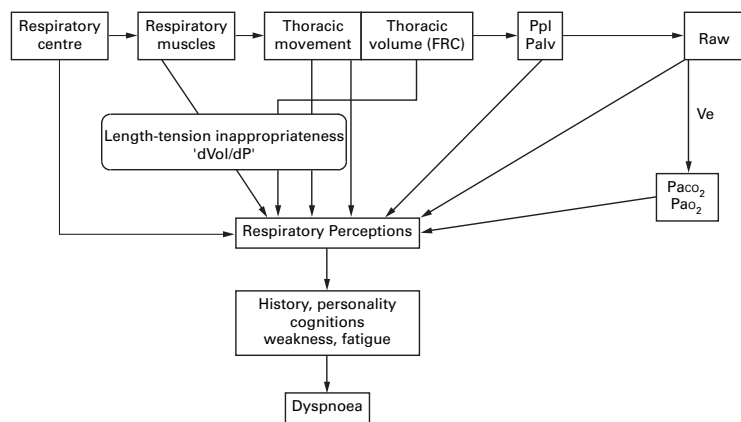 Respiratory
centre
Respiratory
muscles
Thoracic
movement
Thoracic
volume (FRC)
Ppl
Palv
Raw
Ve
Length-tension inappropriateness
'dVol/dP'
Paco₂
Pao₂
Respiratory Perceptions
History, personality
cognitions
weakness, fatigue
Dyspnoea